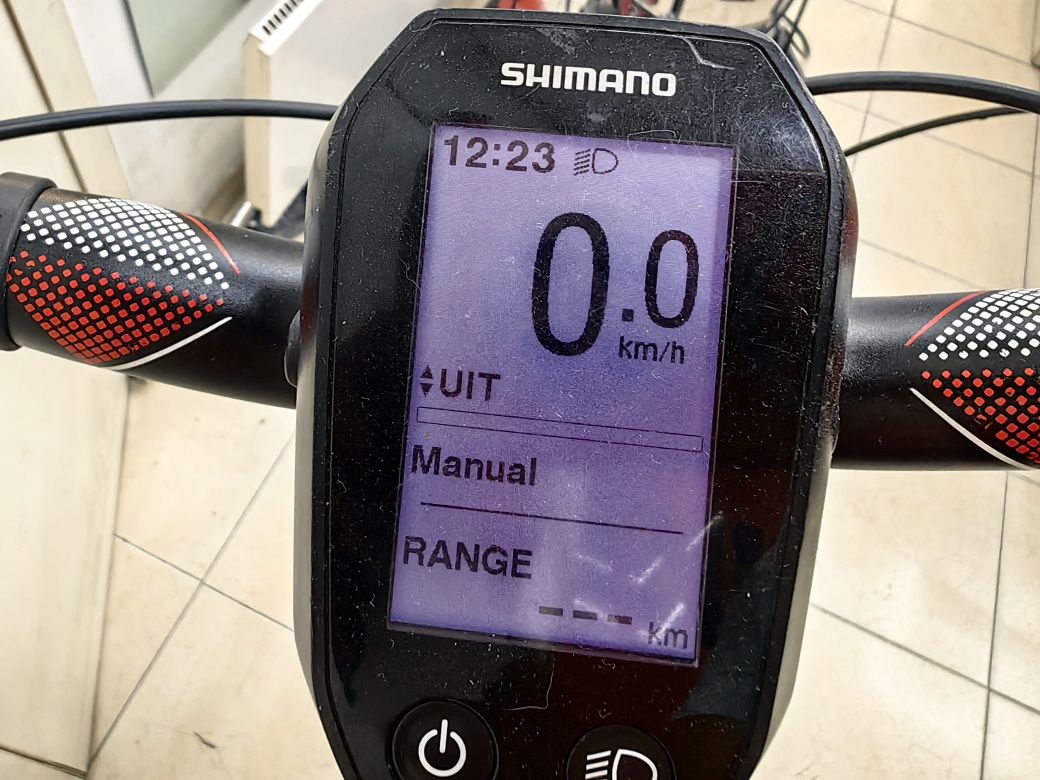 SHIMANO
12:23
0.0
km/h
UIT
Manual
RANGE
--- km